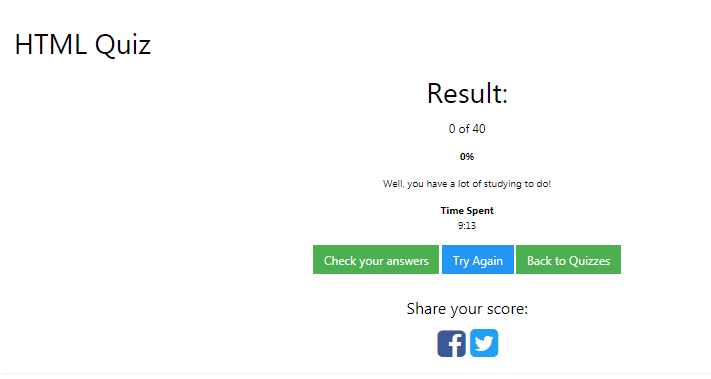 HTML Quiz
Result:
0 of 40
0%
Well, you have a lot of studying to do!
Time Spent
9:13
Check your answers Try Again Back to Quizzes
Share your score: